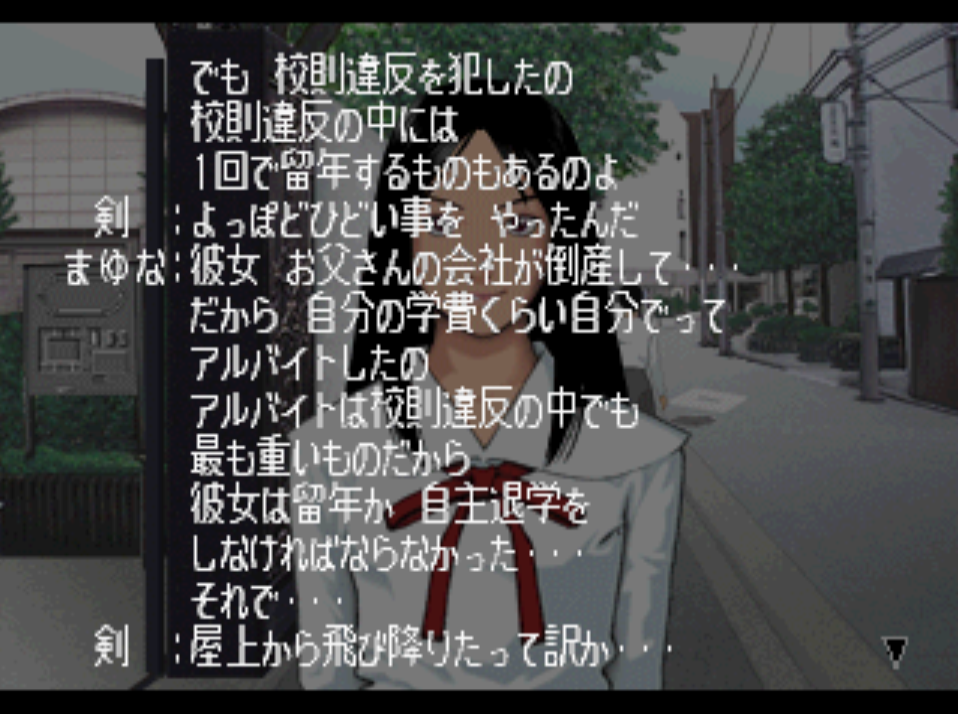 でも 校則違反を犯したの
校則違反の中には
1回で留年するものもあるのよ
剣 :よっぽどひどい事を やったんだ
まゆな:彼女 お父さんの会社が倒産して・・・
だから 自分の学費くらい自分でって
アルバイトしたの
アルバイトは校則違反の中でも
最も重いものだから
彼女は留年か 自主退学を
しなければならなかった・・・
それで・・・
剣 :屋上から飛び降りたって訳か・・・